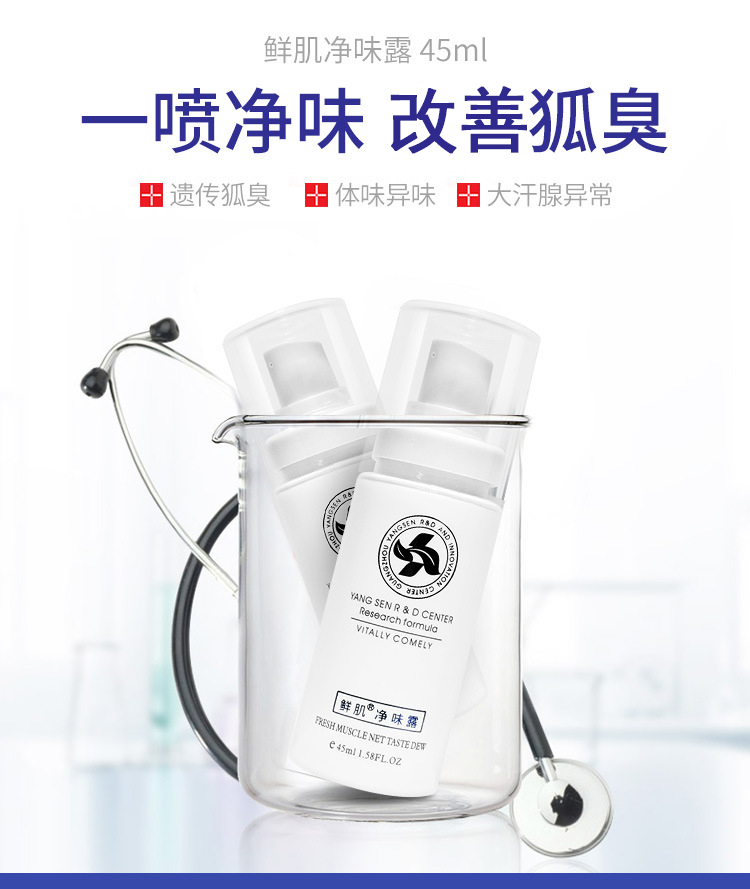 鲜肌净味露 45ml
一喷净味 改善狐臭
遗传狐臭 体味异味 大汗腺异常
GUANGZHOU YANGSEN R&D AND INNOVATION CENTER
YANG SEN R & D CENTER
Research formula
VITALLY COMELY
鲜肌®净味露
FRESH MUSCLE NET TASTE DEW
e 45ml 1.58FL.OZ